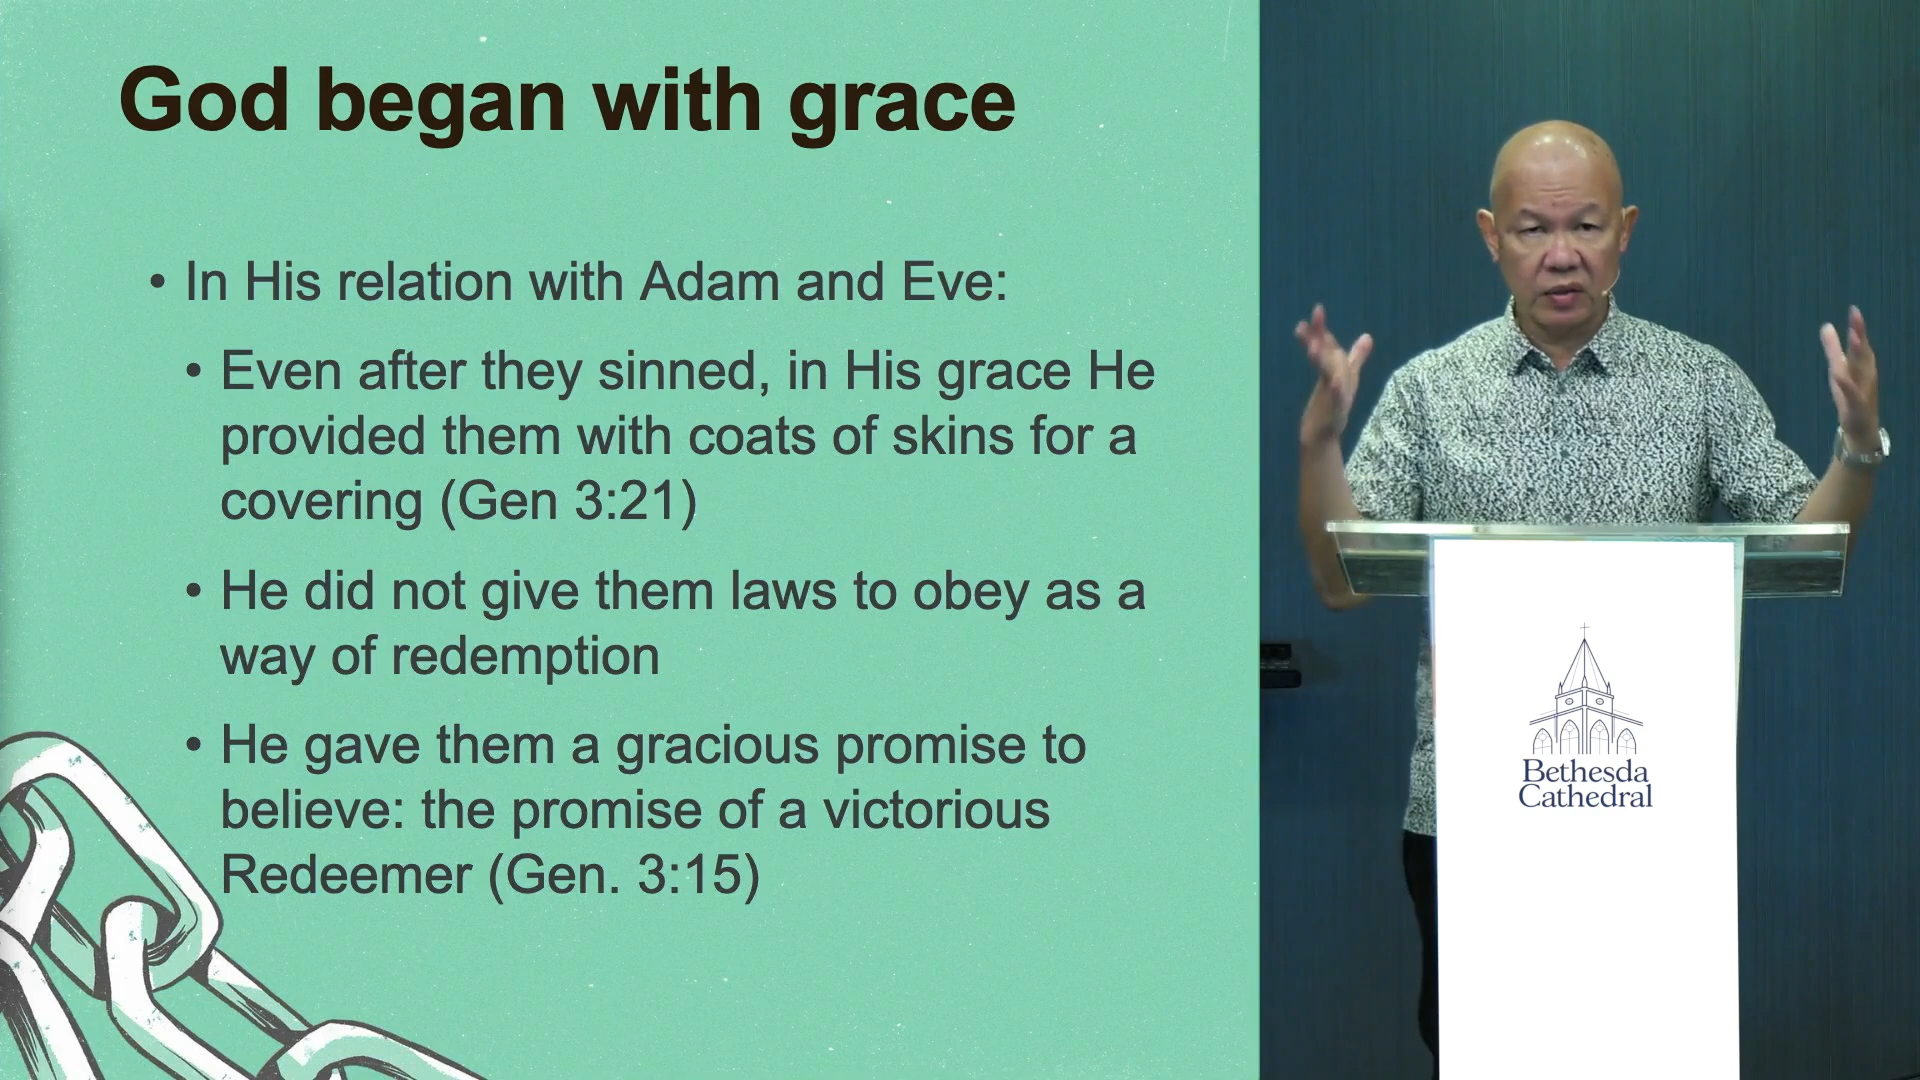 God began with grace
• In His relation with Adam and Eve:
• Even after they sinned, in His grace He
provided them with coats of skins for a
covering (Gen 3:21)
• He did not give them laws to obey as a
way of redemption
• He gave them a gracious promise to
believe: the promise of a victorious
Redeemer (Gen. 3:15)
Bethesda
Cathedral